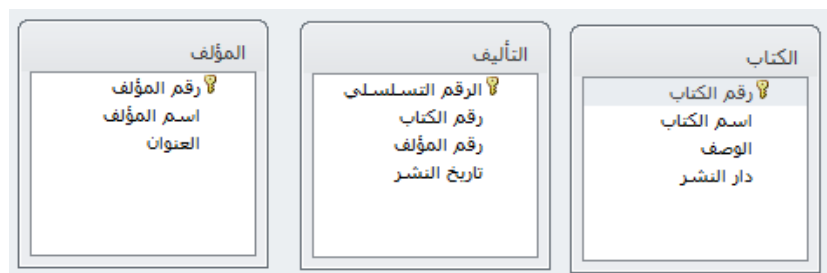 الكتاب
رقم الكتاب
اسم الكتاب
الوصف
دار النشر
التأليف
الرقم التسلسلي
رقم الكتاب
رقم المؤلف
تاريخ النشر
المؤلف
رقم المؤلف
اسم المؤلف
العنوان